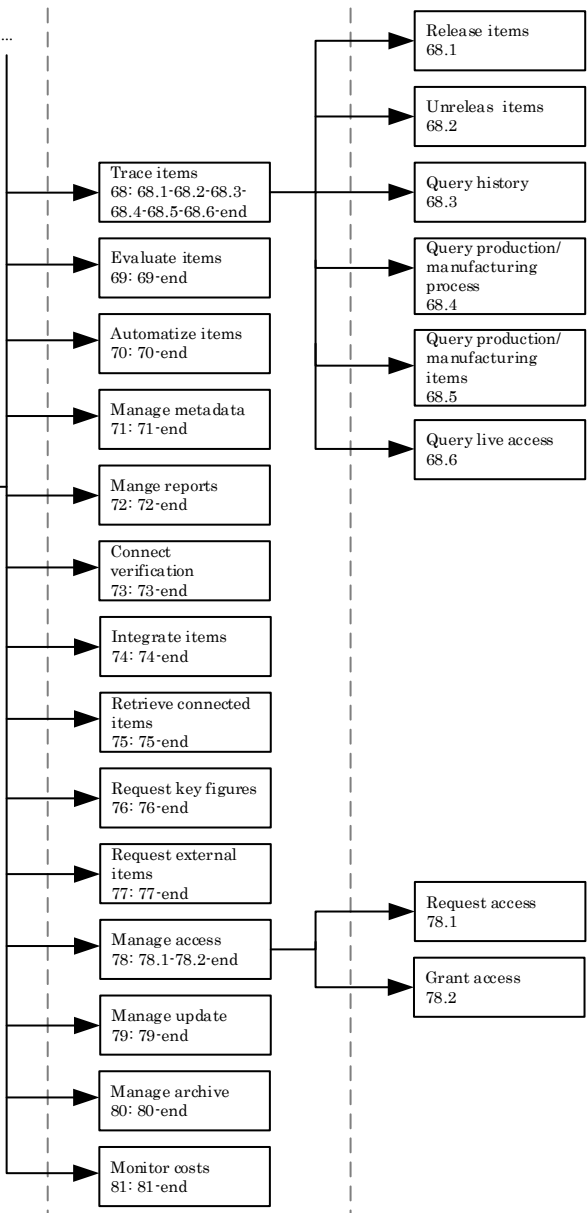 ...
Trace items
68: 68.1-68.2-68.3-
68.4-68.5-68.6-end
Evaluate items
69: 69-end
Automatize items
70: 70-end
Manage metadata
71: 71-end
Mange reports
72: 72-end
Connect
verification
73: 73-end
Integrate items
74: 74-end
Retrieve connected
items
75: 75-end
Request key figures
76: 76-end
Request external
items
77: 77-end
Manage access
78: 78.1-78.2-end
Manage update
79: 79-end
Manage archive
80: 80-end
Monitor costs
81: 81-end
Release items
68.1
Unreleas items
68.2
Query history
68.3
Query production/
manufacturing
process
68.4
Query production/
manufacturing
items
68.5
Query live access
68.6
Request access
78.1
Grant access
78.2